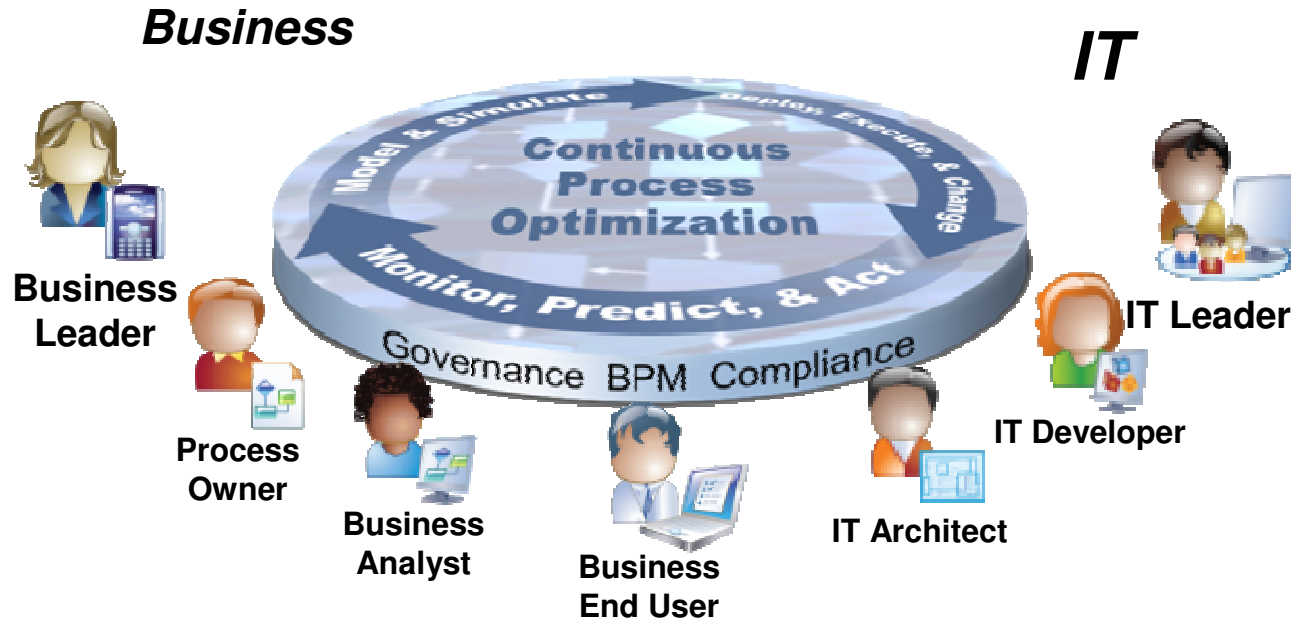 Business
IT
Model & Simulate
Deploy, Execute, & Change
Continuous
Process
Optimization
Monitor, Predict, & Act
Governance BPM Compliance
Business
Leader
Process
Owner
Business
Analyst
Business
End User
IT Architect
IT Developer
IT Leader